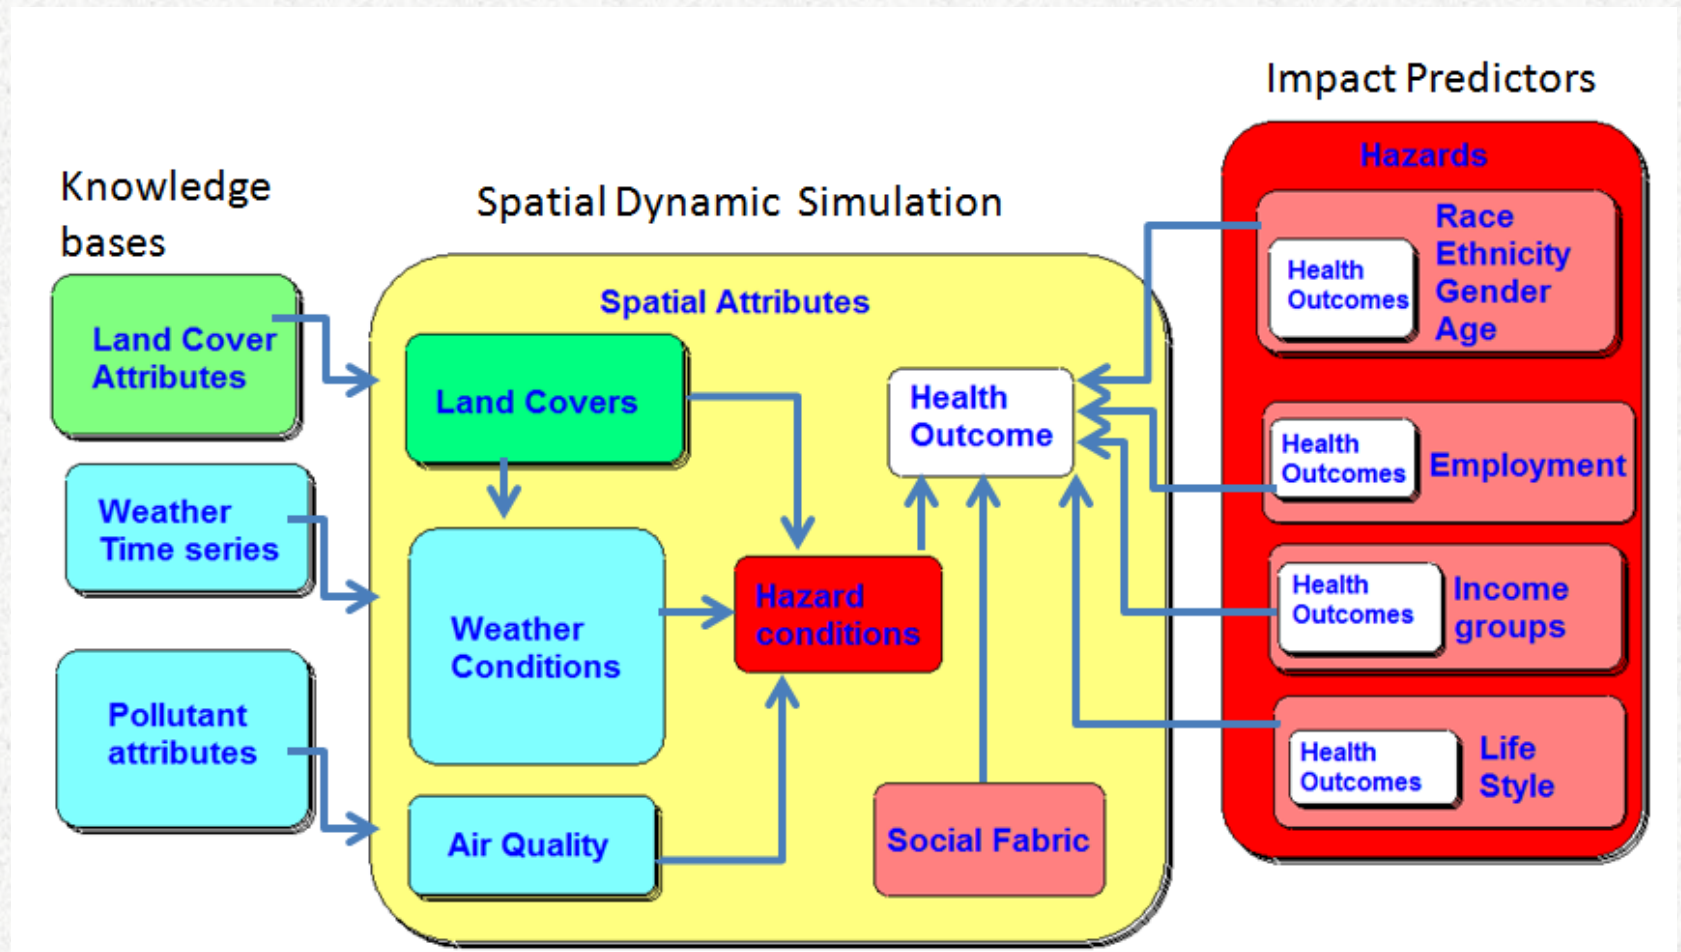 Knowledge
bases
Land Cover
Attributes
Weather
Time series
Pollutant
attributes
Spatial Dynamic Simulation
Spatial Attributes
Land Covers
Weather
Conditions
Air Quality
Hazard
conditions
Health
Outcome
Social Fabric
Impact Predictors
Hazards
Health
Outcomes
Race
Ethnicity
Gender
Age
Health
Outcomes
Employment
Health
Outcomes
Income
groups
Health
Outcomes
Life
Style